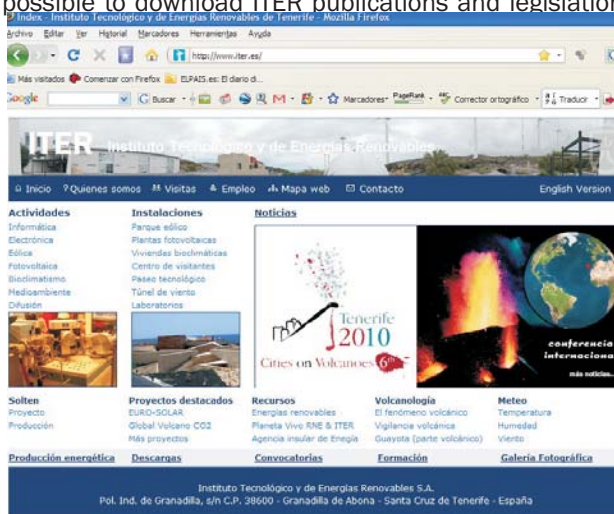 possible to download ITER publications and legislation
Index - Instituto Tecnológico y de Energías Renovables de Tenerife - Mozilla Firefox
Archivo Editar Ver Historial Marcadores Herramientas Ayuda
http://www.iter.es/
Más visitados Comenzar con Firefox ELPAIS.es: El diario d...
Google Buscar Marcadores PageRank Corrector ortográfico Traducir
ITER Instituto Tecnológico y de Energías Renovables
Inicio ?Quienes somos Visitas Empleo Mapa web Contacto English Version
Actividades Instalaciones Noticias
Informática Parque eólico
Electrónica Plantas fotovoltaicas
Eólica Viviendas bioclimáticas
Fotovoltaica Centro de visitantes
Bioclimatismo Paseo tecnológico
Medioambiente Túnel de viento
Difusión Laboratorios
Tenerife
2010
Cities on Volcanoes 6th
conferencia
internaciona
más noticias...
Solten Proyectos destacados Recursos Volcanología Meteo
Proyecto EURO-SOLAR Energías renovables El fenómeno volcánico Temperatura
Producción Global Volcano CO2 Planeta Vivo RNE & ITER Vigilancia volcánica Humedad
Más proyectos Agencia insular de Enegía Guayota (parte volcánico) Viento
Producción energética Descargas Convocatorias Formación Galería Fotográfica
Instituto Tecnológico y de Energías Renovables S.A.
Pol. Ind. de Granadilla, s/n C.P. 38600 - Granadilla de Abona - Santa Cruz de Tenerife - España